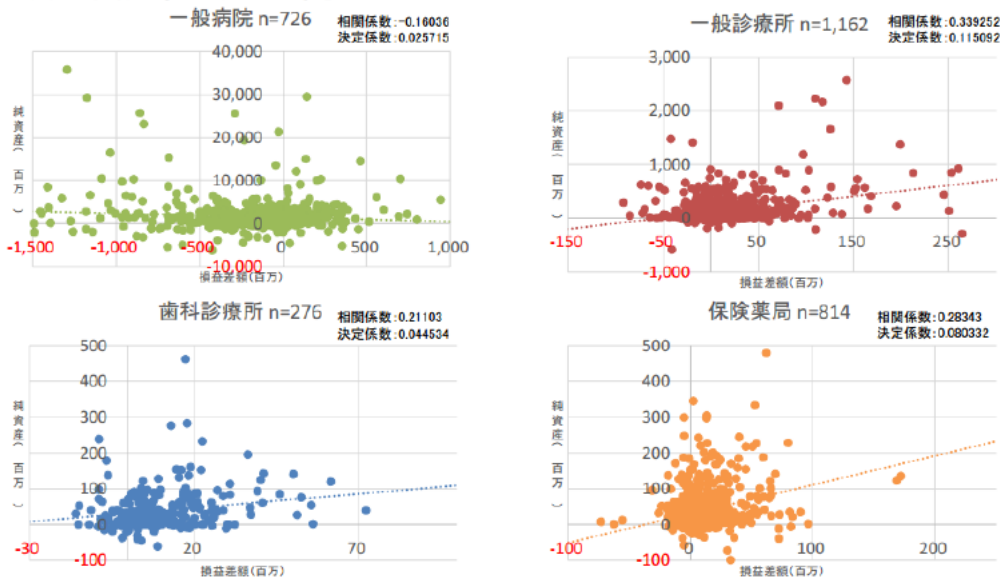 一般病院 n=726
相関係数:-0.16036
決定係数:0.025715
40,000
30,000
20,000
10,000
0
-10,000
-1,500
-1,000
-500
0
500
1,000
純資産(百万)
損益差額(百万)
一般診療所 n=1,162
相関係数:0.339252
決定係数:0.115092
3,000
2,000
1,000
0
-1,000
-150
-50
50
150
250
純資産(百万)
損益差額(百万)
歯科診療所 n=276
相関係数:0.21103
決定係数:0.044534
500
400
300
200
100
0
-100
-30
20
70
純資産(百万)
損益差額(百万)
保険薬局 n=814
相関係数:0.28343
決定係数:0.080332
500
400
300
200
100
0
-100
-100
0
100
200
純資産(百万)
損益差額(百万)